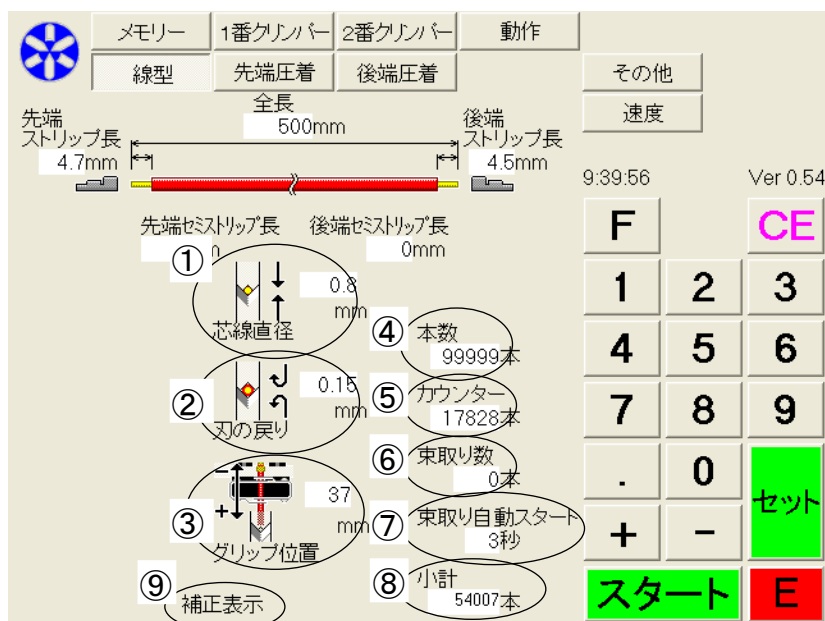 メモリー 1番クリンパー 2番クリンパー 動作
線型 先端圧着 後端圧着 その他
速度
先端
ストリップ長
4.7mm
全長
500mm
後端
ストリップ長
4.5mm
9:39:56 Ver 0.54
先端セミストリップ長 後端セミストリップ長
0mm
① 0.8
mm
芯線直径
② 0.15
mm
刃の戻り
③ 37
mm
グリップ位置
④ 本数
99999本
⑤ カウンター
17828本
⑥ 束取り数
0本
⑦ 束取り自動スタート
3秒
⑧ 小計
54007本
⑨ 補正表示
F CE
1 2 3
4 5 6
7 8 9
. 0 セット
+ −
スタート E